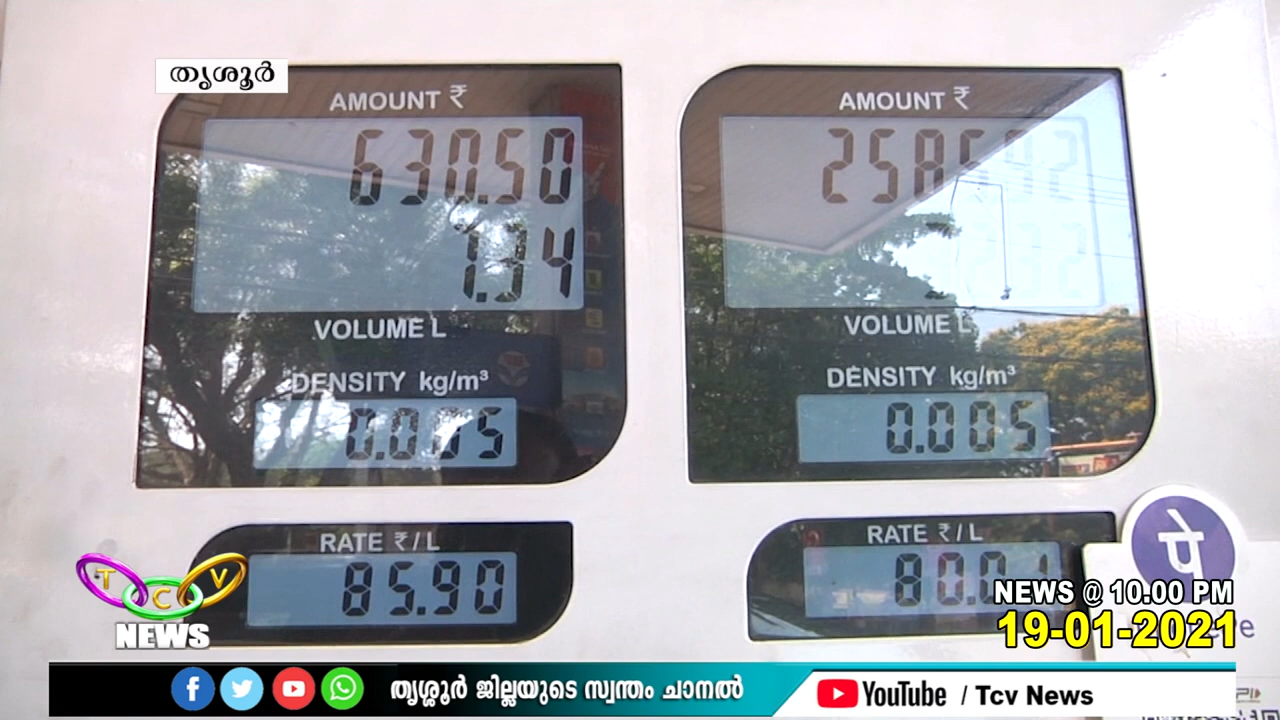 തൃശൂർ
AMOUNT ₹
630.50
7.34
VOLUME L
DENSITY kg/m³
0.005
RATE ₹/L
85.90
AMOUNT ₹
VOLUME L
DENSITY kg/m³
0.005
RATE ₹/L
पे
TCV
NEWS
NEWS @ 10.00 PM
19-01-2021
തൃശ്ശൂർ ജില്ലയുടെ സ്വന്തം ചാനൽ
YouTube / Tcv News